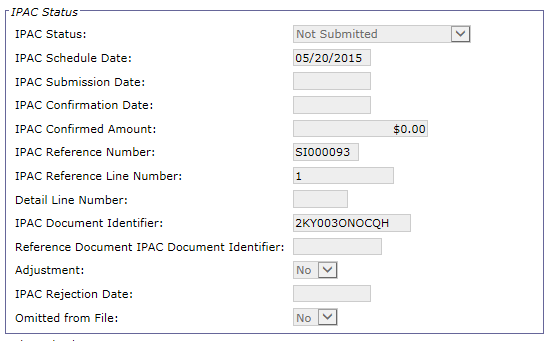 IPAC Status
IPAC Status: Not Submitted
IPAC Schedule Date: 05/20/2015
IPAC Submission Date:
IPAC Confirmation Date:
IPAC Confirmed Amount: $0.00
IPAC Reference Number: SI000093
IPAC Reference Line Number: 1
Detail Line Number:
IPAC Document Identifier: 2KY003ONOCQH
Reference Document IPAC Document Identifier:
Adjustment: No
IPAC Rejection Date:
Omitted from File: No